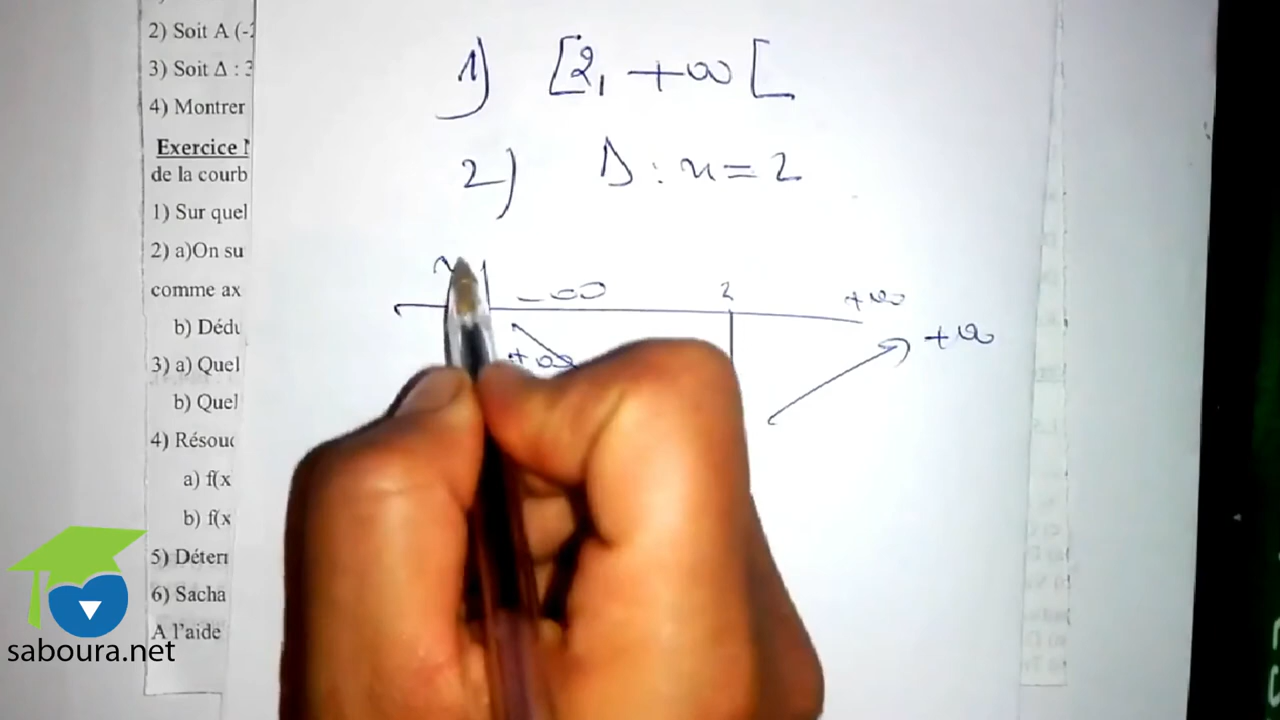 2) Soit A (-2
3) Soit Δ : 3
4) Montrer
Exercice N
de la courb
1) Sur quel
2) a)On su
comme ax
b) Dédu
3) a) Quel
b) Quel
4) Résou
a) f(x
b) f(x
5) Déter
6) Sacha
A l'aide
1) [2, +∞[
2) Δ : x = 2
x -∞ 2 +∞
+∞ +∞
saboura.net